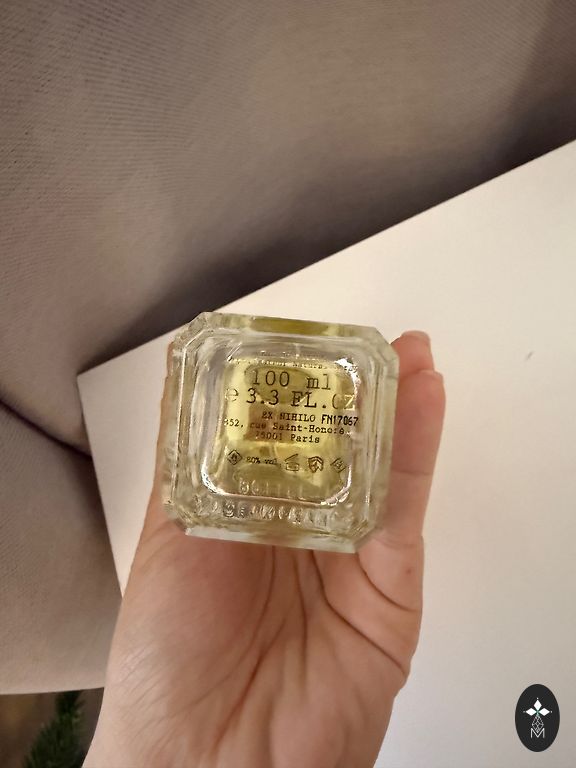 100 ml
e 3.3 FL.OZ
EX NIHILO FN17067
352, rue Saint-Honoré,
75001 Paris
80% vol
M